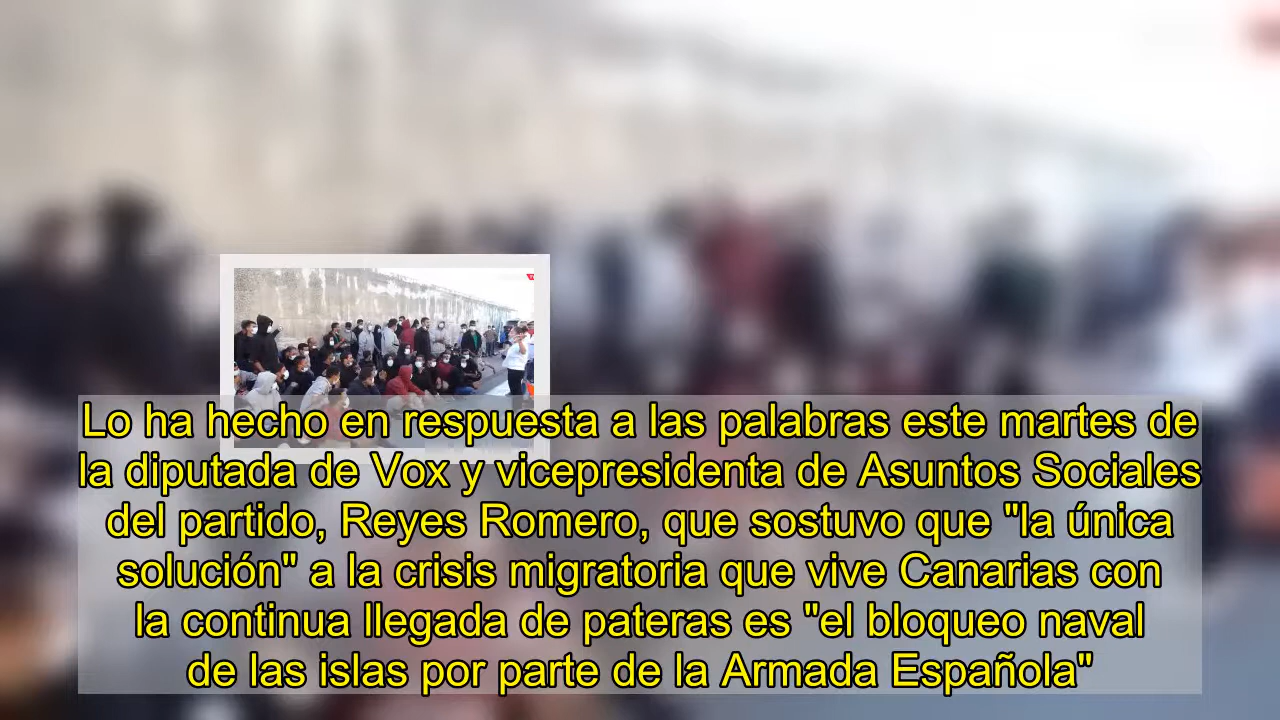 Lo ha hecho en respuesta a las palabras este martes de
la diputada de Vox y vicepresidenta de Asuntos Sociales
del partido, Reyes Romero, que sostuvo que "la única
solución" a la crisis migratoria que vive Canarias con
la continua llegada de pateras es "el bloqueo naval
de las islas por parte de la Armada Española"